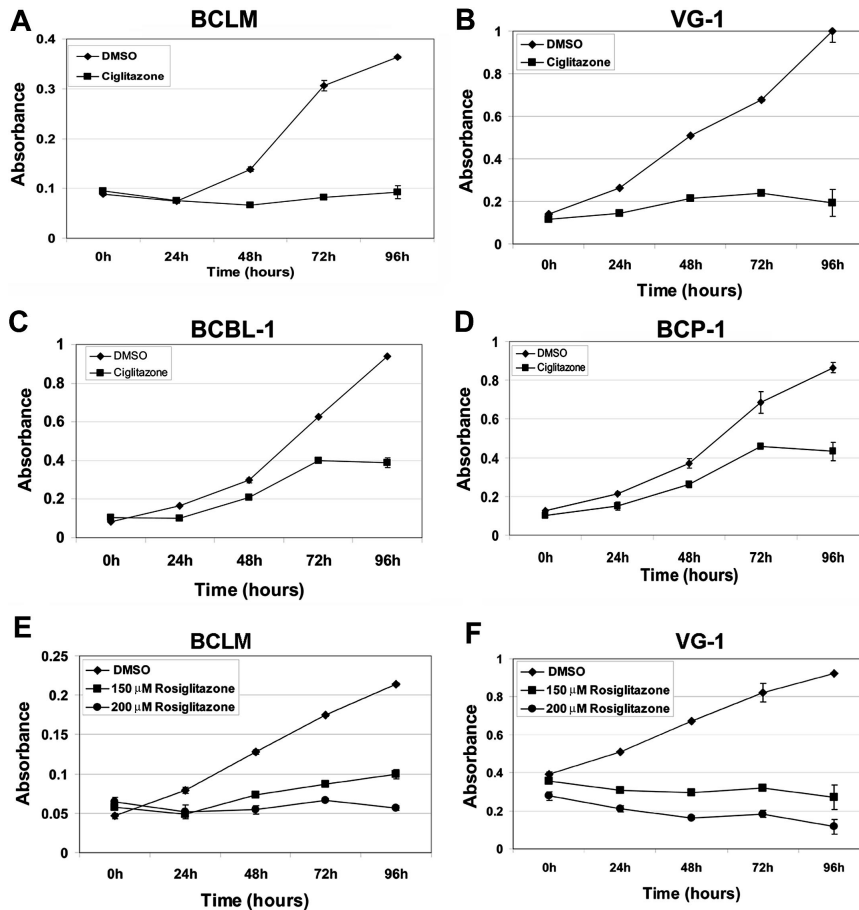 A
BCLM
DMSO
Ciglitazone
Absorbance
0.4
0.3
0.2
0.1
0
0h 24h 48h 72h 96h
Time (hours)
B
VG-1
DMSO
Ciglitazone
Absorbance
1
0.8
0.6
0.4
0.2
0
0h 24h 48h 72h 96h
Time (hours)
C
BCBL-1
DMSO
Ciglitazone
Absorbance
1
0.8
0.6
0.4
0.2
0
0h 24h 48h 72h 96h
Time (hours)
D
BCP-1
DMSO
Ciglitazone
Absorbance
1
0.8
0.6
0.4
0.2
0
0h 24h 48h 72h 96h
Time (hours)
E
BCLM
DMSO
150 μM Rosiglitazone
200 μM Rosiglitazone
Absorbance
0.25
0.2
0.15
0.1
0.05
0
0h 24h 48h 72h 96h
Time (hours)
F
VG-1
DMSO
150 μM Rosiglitazone
200 μM Rosiglitazone
Absorbance
1
0.8
0.6
0.4
0.2
0
0h 24h 48h 72h 96h
Time (hours)